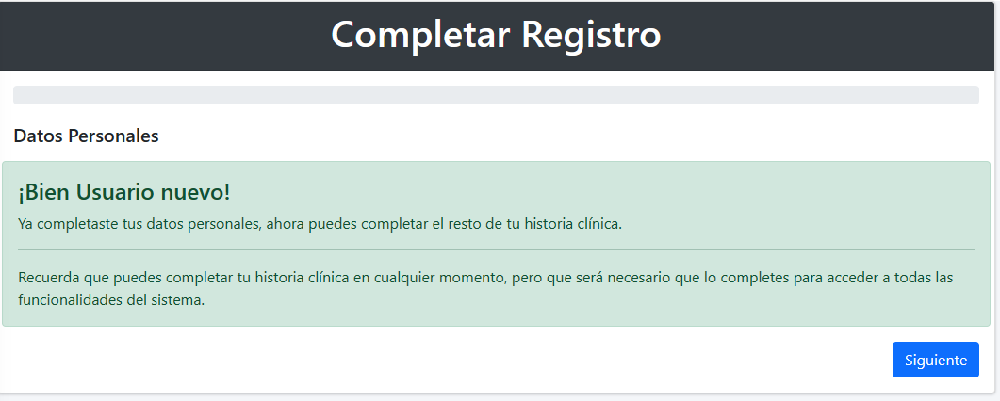 Completar Registro
Datos Personales
¡Bien Usuario nuevo!
Ya completaste tus datos personales, ahora puedes completar el resto de tu historia clínica.
Recuerda que puedes completar tu historia clínica en cualquier momento, pero que será necesario que lo completes para acceder a todas las
funcionalidades del sistema.
Siguiente